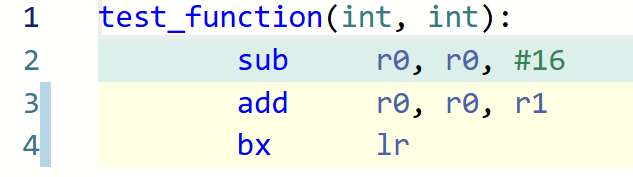 1 test_function(int, int):
2 sub r0, r0, #16
3 add r0, r0, r1
4 bx lr